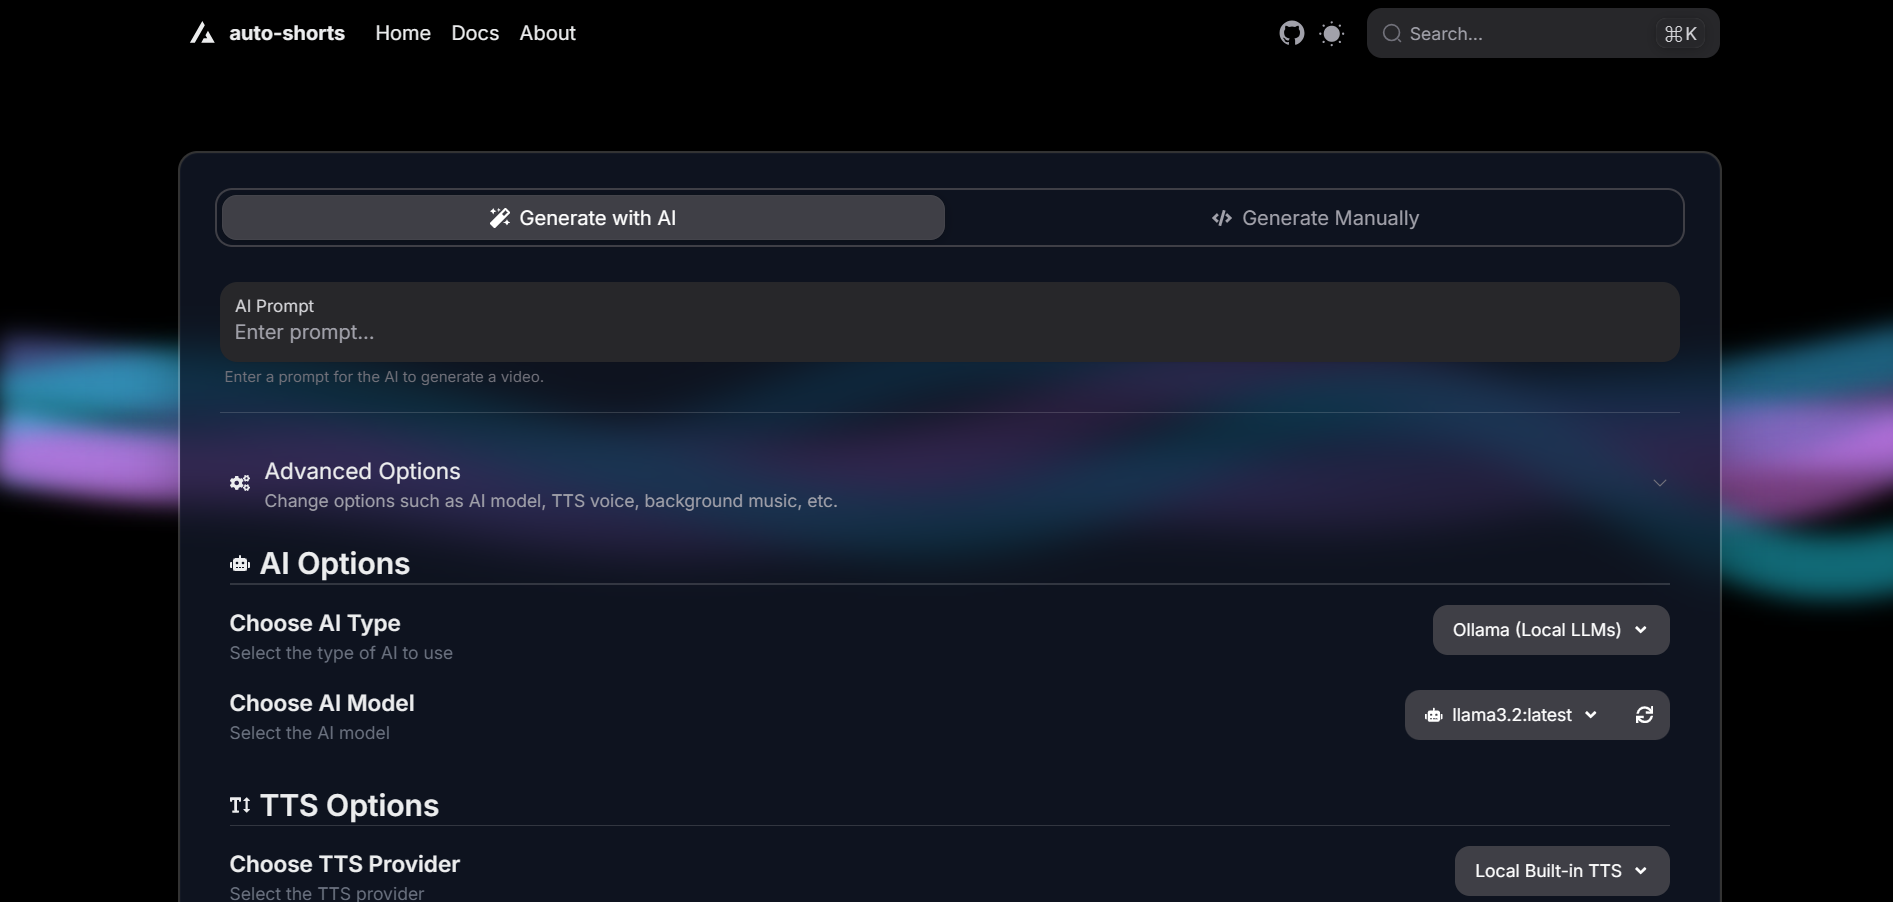 auto-shorts Home Docs About Search... ⌘K
Generate with AI Generate Manually
AI Prompt
Enter prompt...
Enter a prompt for the AI to generate a video.
Advanced Options
Change options such as AI model, TTS voice, background music, etc.
AI Options
Choose AI Type
Select the type of AI to use
Ollama (Local LLMs)
Choose AI Model
Select the AI model
llama3.2:latest
TTS Options
Choose TTS Provider
Select the TTS provider
Local Built-in TTS